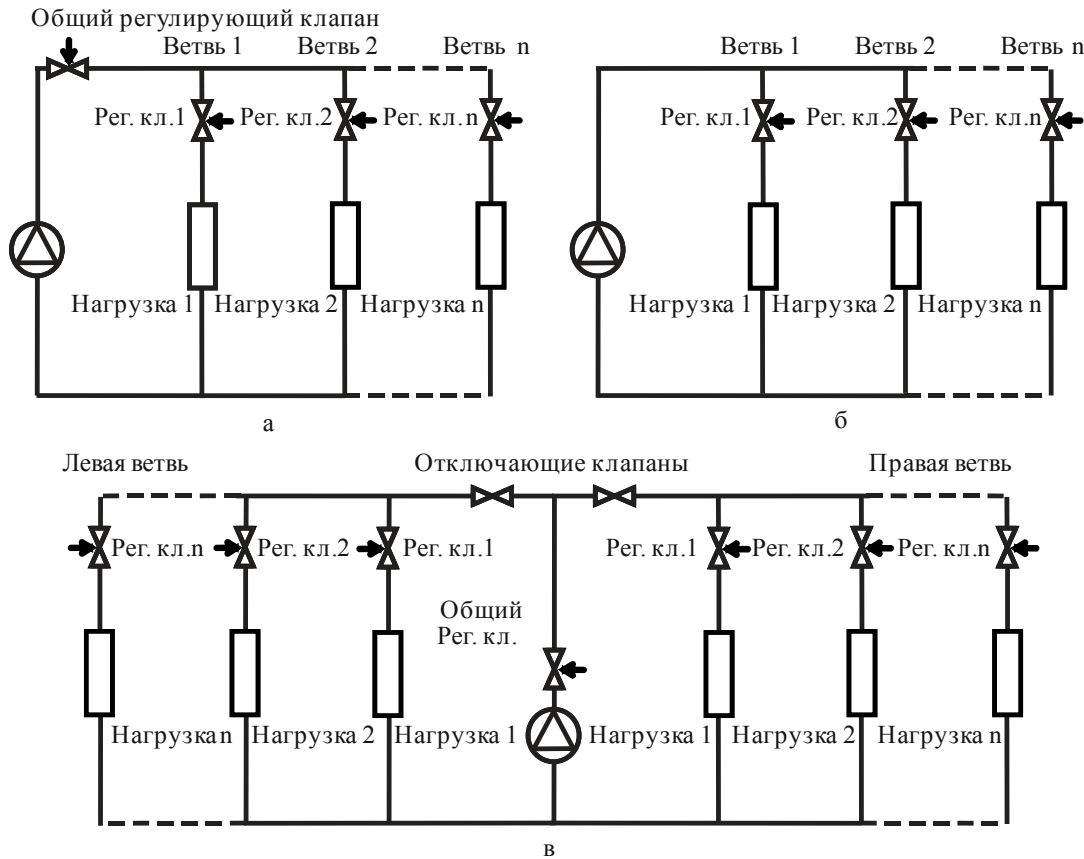 Общий регулирующий клапан
Ветвь 1 Ветвь 2 Ветвь n
Рег. кл.1 Рег. кл.2 Рег. кл.n
Нагрузка 1 Нагрузка 2 Нагрузка n
а
Ветвь 1 Ветвь 2 Ветвь n
Рег. кл.1 Рег. кл.2 Рег. кл.n
Нагрузка 1 Нагрузка 2 Нагрузка n
б
Левая ветвь Отключающие клапаны Правая ветвь
Рег. кл.n Рег. кл.2 Рег. кл.1 Рег. кл.1 Рег. кл.2 Рег. кл.n
Общий
Рег. кл.
Нагрузка n Нагрузка 2 Нагрузка 1 Нагрузка 1 Нагрузка 2 Нагрузка n
в